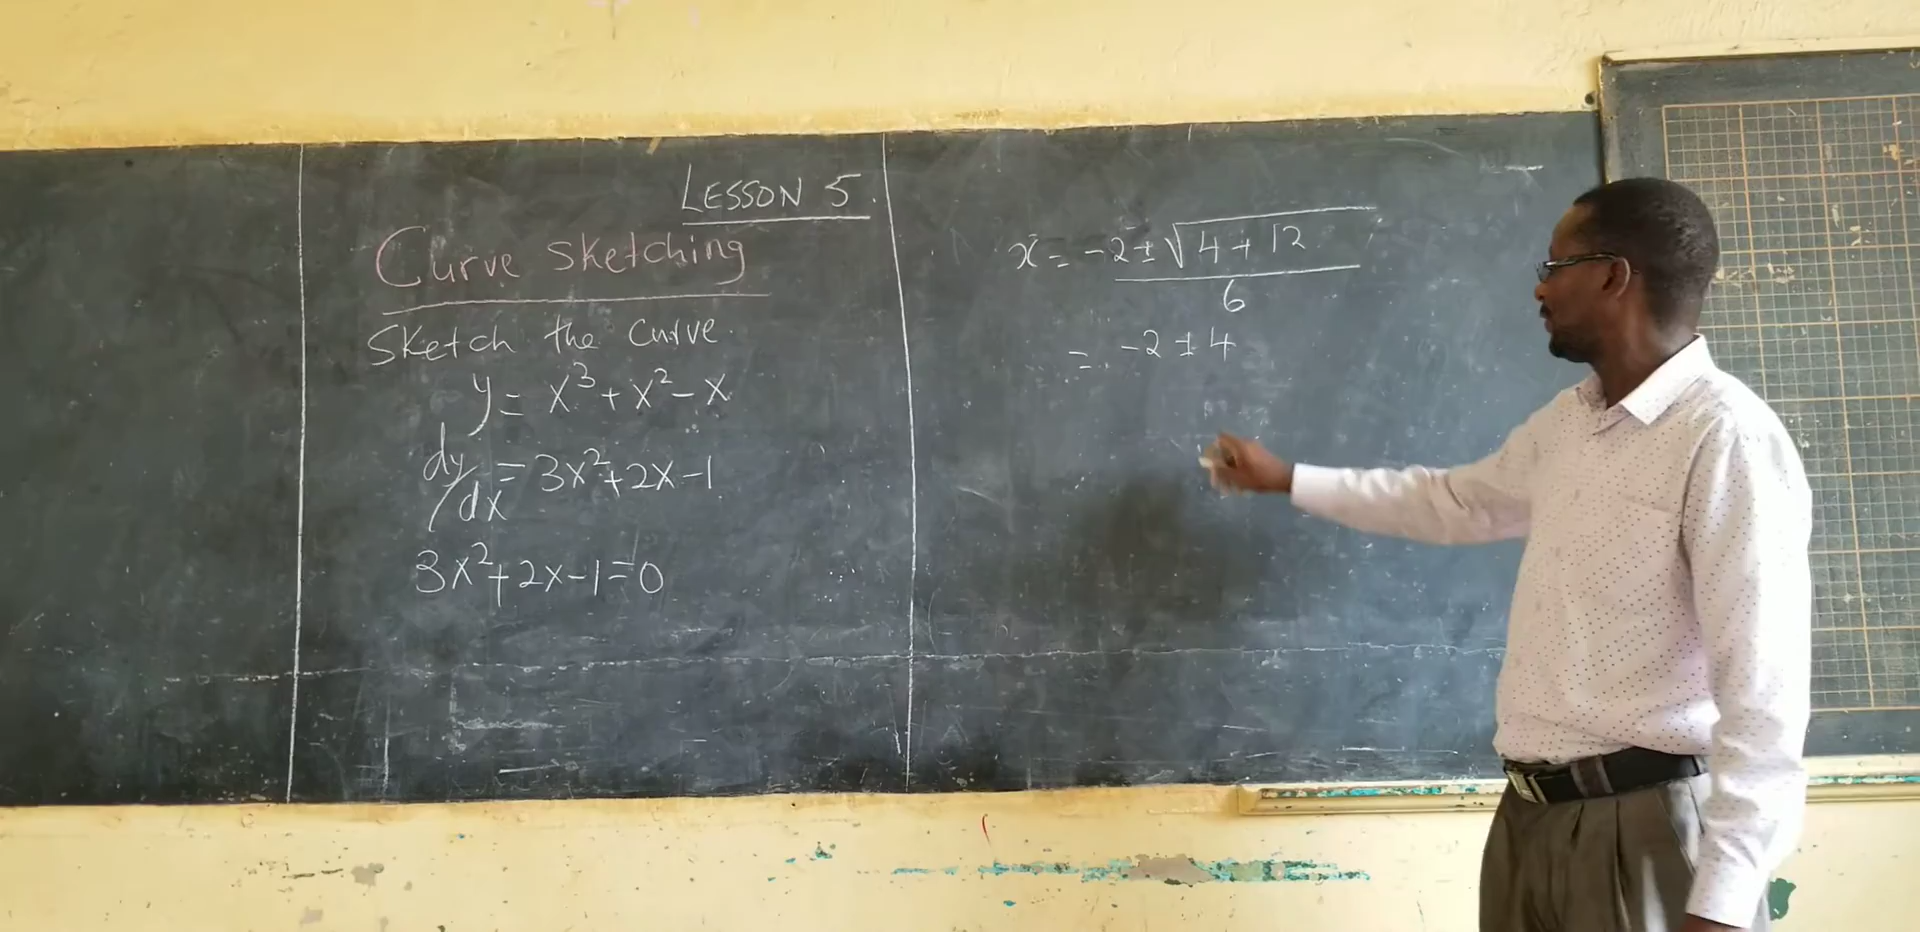 LESSON 5.
Curve sketching
Sketch the curve.
y = x³ + x² - x
dy/dx = 3x² + 2x - 1
3x² + 2x - 1 = 0
x = -2 ± √4 + 12
6
= -2 ± 4